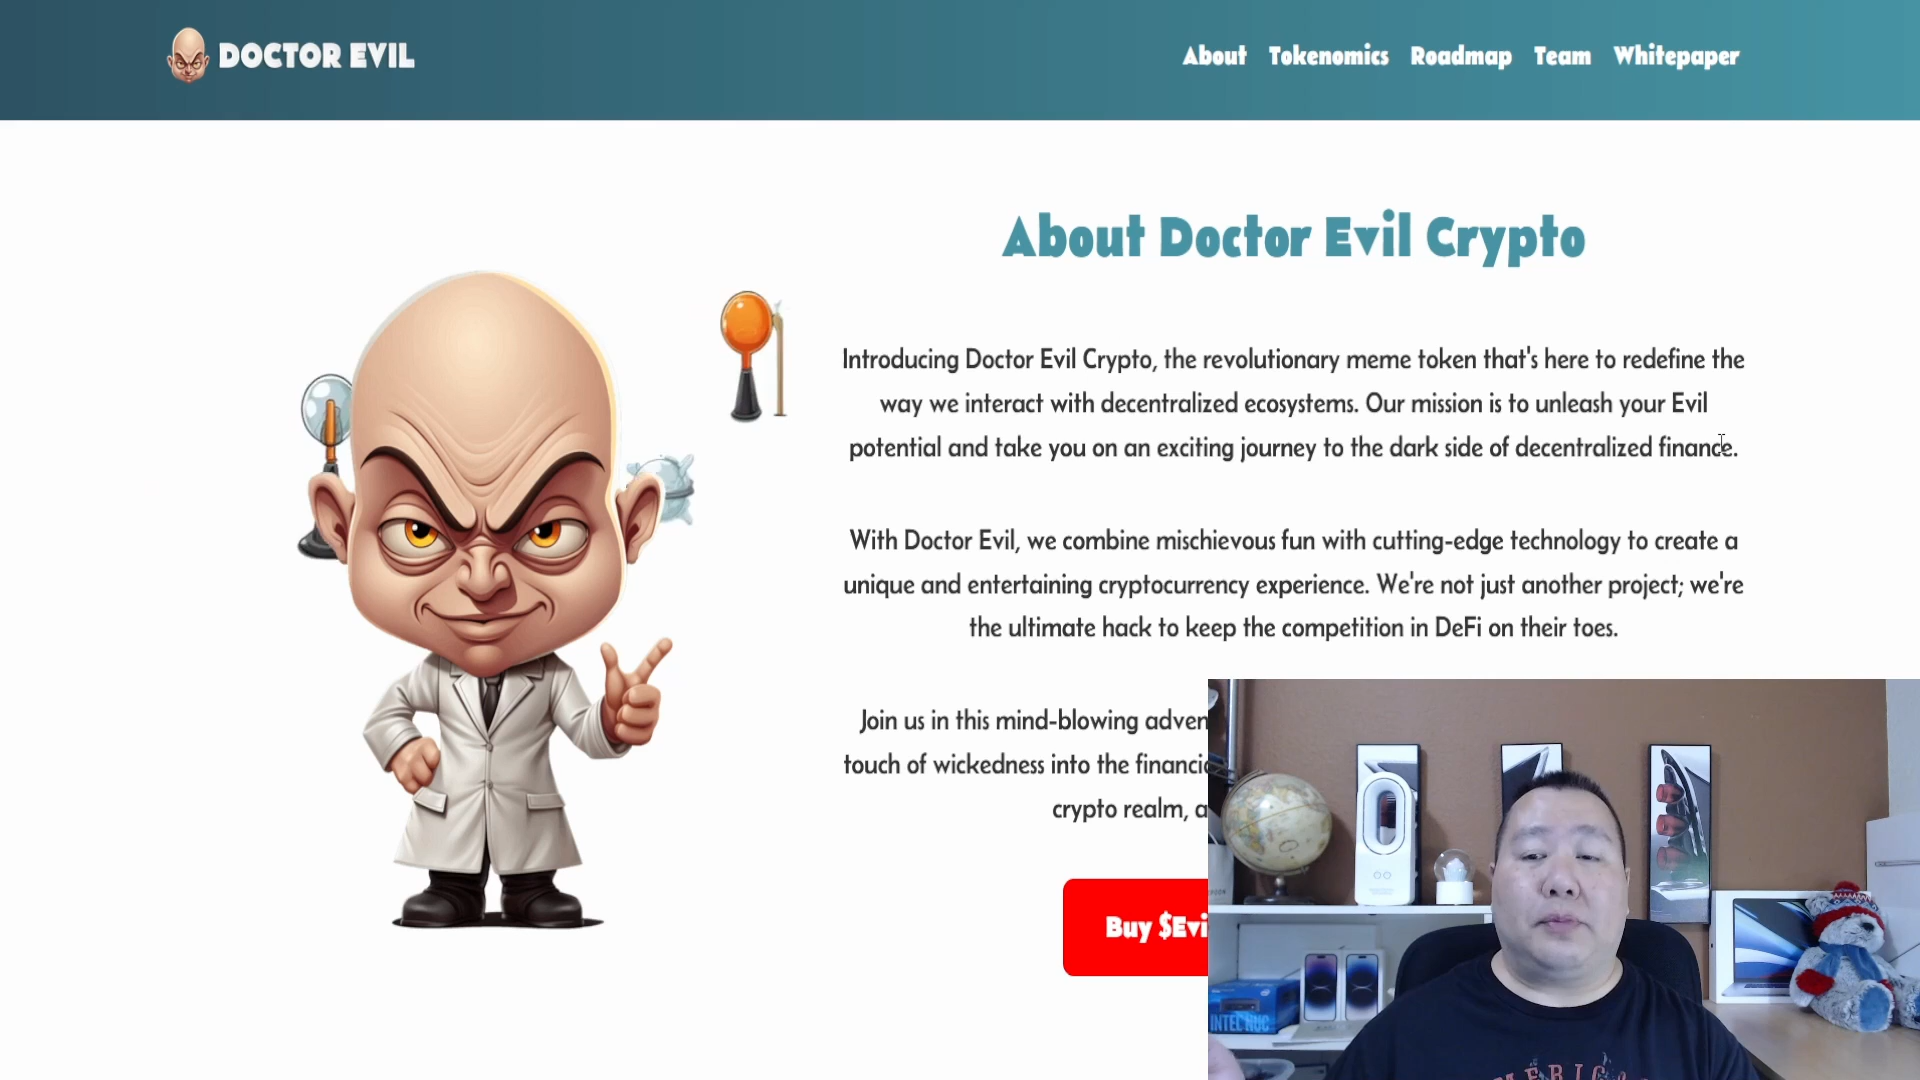 DOCTOR EVIL
About Tokenomics Roadmap Team Whitepaper
About Doctor Evil Crypto
Introducing Doctor Evil Crypto, the revolutionary meme token that's here to redefine the
way we interact with decentralized ecosystems. Our mission is to unleash your Evil
potential and take you on an exciting journey to the dark side of decentralized finance.
With Doctor Evil, we combine mischievous fun with cutting-edge technology to create a
unique and entertaining cryptocurrency experience. We're not just another project; we're
the ultimate hack to keep the competition in DeFi on their toes.
Join us in this mind-blowing adven
touch of wickedness into the financi
crypto realm, a
Buy $Evi
INTEL NUC